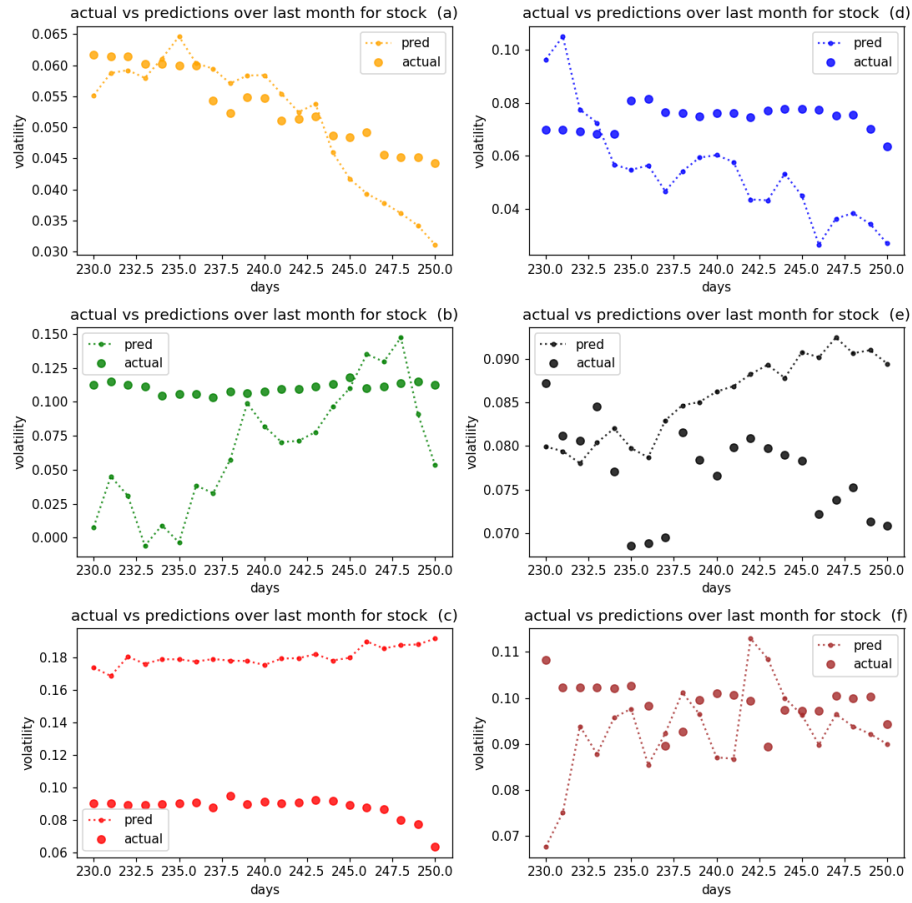 actual vs predictions over last month for stock (a)
0.065
0.060
0.055
0.050
0.045
0.040
0.035
0.030
volatility
pred
actual
230.0 232.5 235.0 237.5 240.0 242.5 245.0 247.5 250.0
days
actual vs predictions over last month for stock (d)
0.10
0.08
0.06
0.04
volatility
pred
actual
230.0 232.5 235.0 237.5 240.0 242.5 245.0 247.5 250.0
days
actual vs predictions over last month for stock (b)
0.150
0.125
0.100
0.075
0.050
0.025
0.000
volatility
pred
actual
230.0 232.5 235.0 237.5 240.0 242.5 245.0 247.5 250.0
days
actual vs predictions over last month for stock (e)
0.090
0.085
0.080
0.075
0.070
volatility
pred
actual
230.0 232.5 235.0 237.5 240.0 242.5 245.0 247.5 250.0
days
actual vs predictions over last month for stock (c)
0.18
0.16
0.14
0.12
0.10
0.08
0.06
volatility
pred
actual
230.0 232.5 235.0 237.5 240.0 242.5 245.0 247.5 250.0
days
actual vs predictions over last month for stock (f)
0.11
0.10
0.09
0.08
0.07
volatility
pred
actual
230.0 232.5 235.0 237.5 240.0 242.5 245.0 247.5 250.0
days